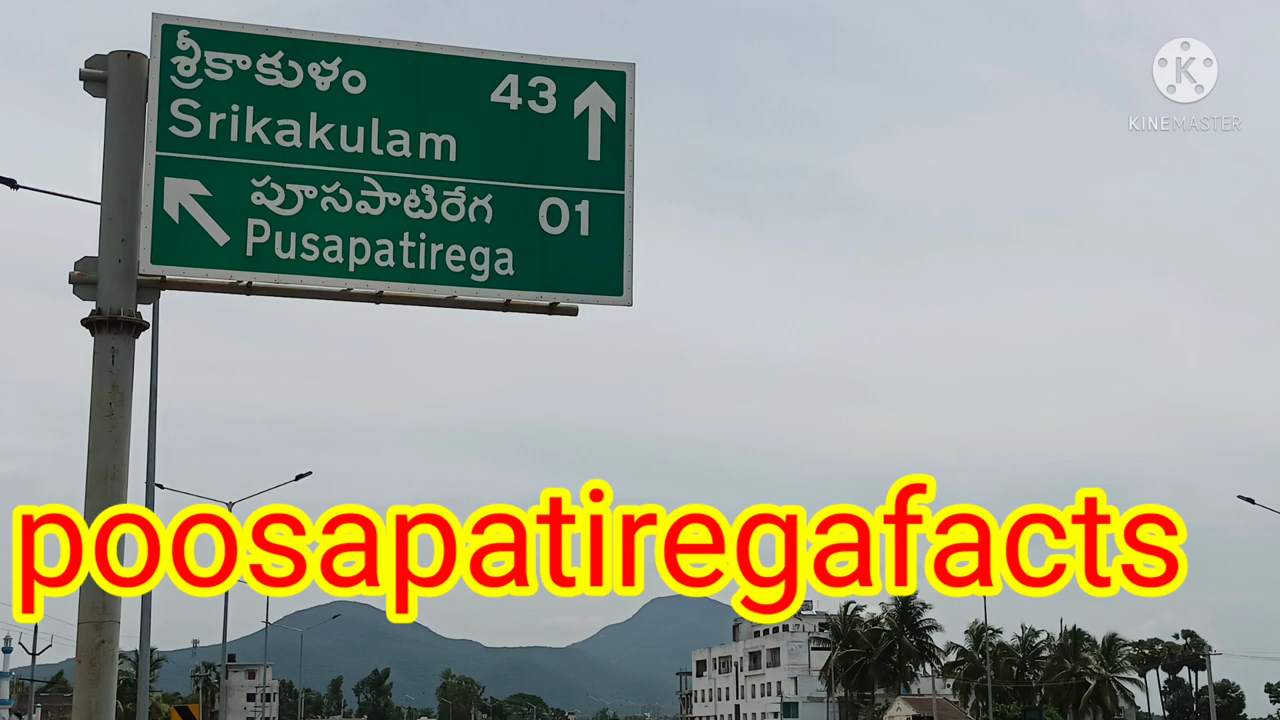 శ్రీకాకుళం 43
Srikakulam
పూసపాటిరేగ 01
Pusapatirega
KINEMASTER
poosapatiregafacts